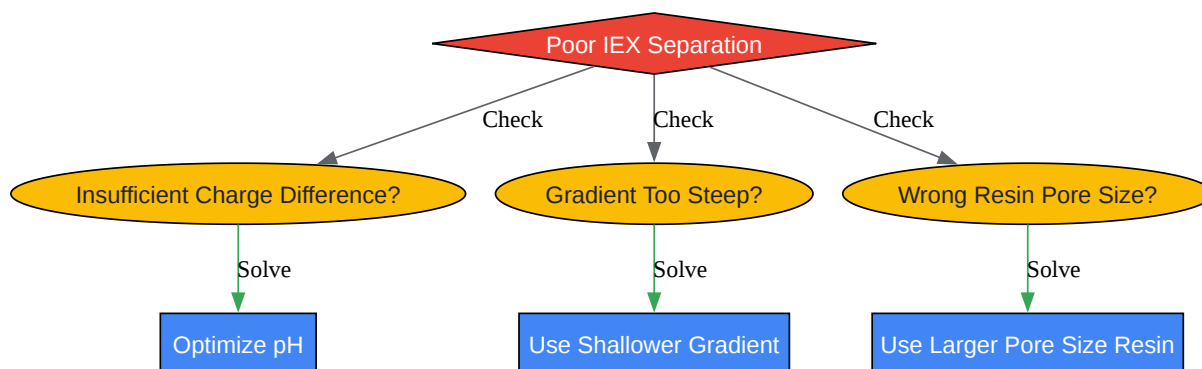 Poor IEX Separation
Check
Check
Check
Insufficient Charge Difference?
Gradient Too Steep?
Wrong Resin Pore Size?
Solve
Solve
Solve
Optimize pH
Use Shallower Gradient
Use Larger Pore Size Resin